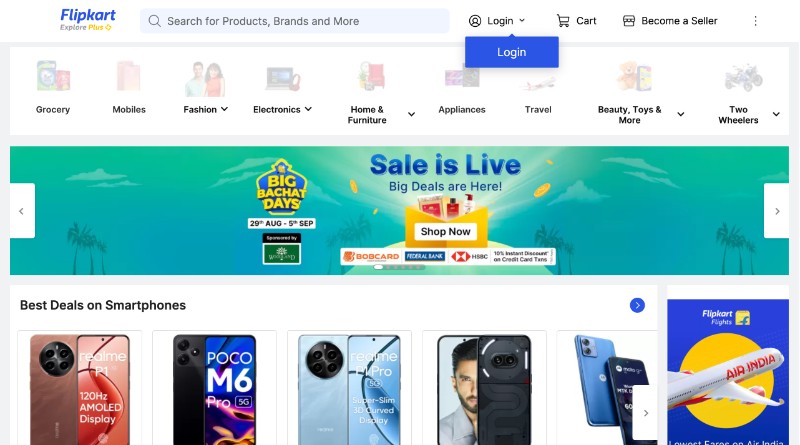 Flipkart
Explore Plus
Search for Products, Brands and More
Login
Cart
Become a Seller
Login
Grocery
Mobiles
Fashion
Electronics
Home &
Furniture
Appliances
Travel
Beauty, Toys &
More
Two
Wheelers
BIG
BACHAT
DAYS
29th AUG - 5th SEP
Sponsored by
Sale is Live
Big Deals are Here!
Shop Now
BOBCARD
FEDERAL BANK
HSBC
10% Instant Discount*
on Credit Card Txns
Best Deals on Smartphones
realme
P1
120Hz
AMOLED
Display
POCO
M6
Pro 5G
realme
P1 Pro
5G
Super-Slim
3D Curved
Display
Flipkart
Flights
AIR INDIA
Lowest Fares on Air India